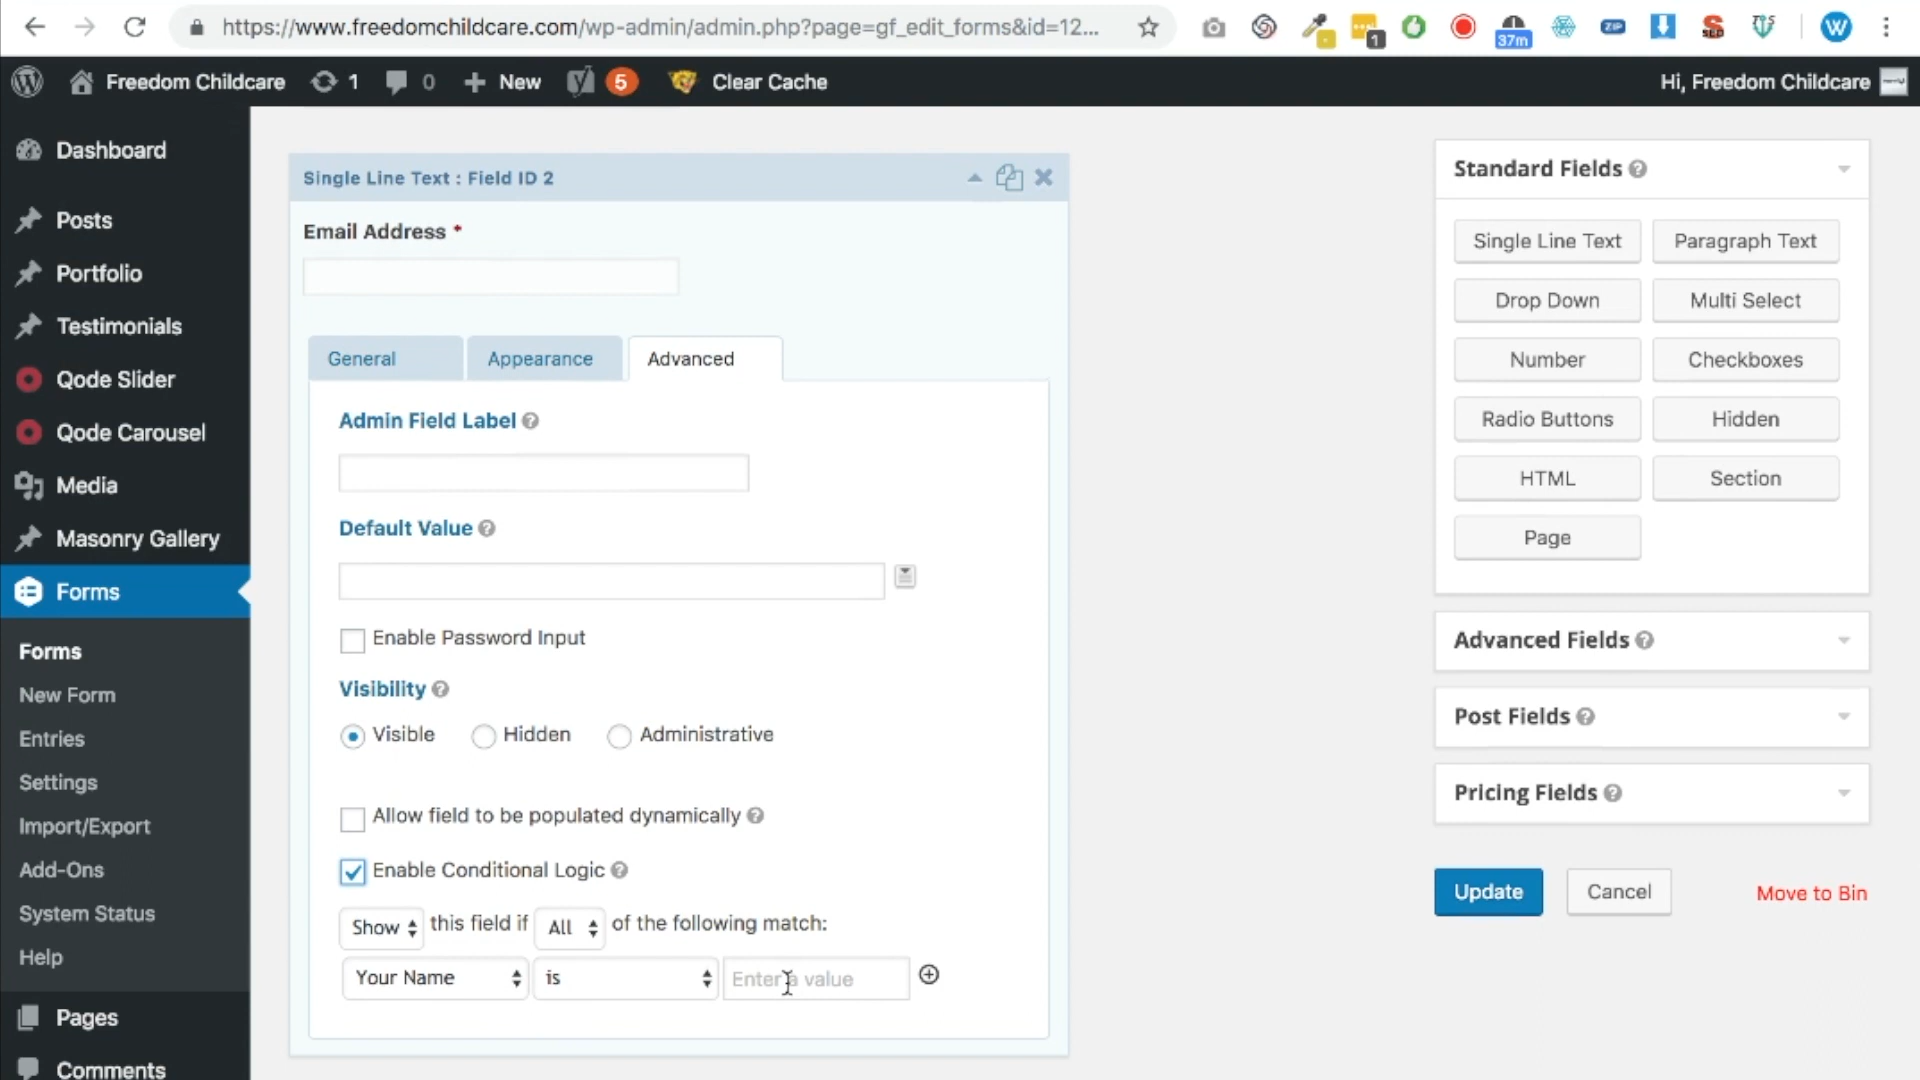 https://www.freedomchildcare.com/wp-admin/admin.php?page=gf_edit_forms&id=12...
1
37m
ZIP
SEO
W
Freedom Childcare
1
0
New
5
Clear Cache
Hi, Freedom Childcare
Dashboard
Posts
Portfolio
Testimonials
Qode Slider
Qode Carousel
Media
Masonry Gallery
Forms
Forms
New Form
Entries
Settings
Import/Export
Add-Ons
System Status
Help
Pages
Comments
Single Line Text : Field ID 2
Email Address *
General
Appearance
Advanced
Admin Field Label
Default Value
Enable Password Input
Visibility
Visible
Hidden
Administrative
Allow field to be populated dynamically
Enable Conditional Logic
Show this field if All of the following match:
Your Name
is
Enter a value
Standard Fields
Single Line Text
Paragraph Text
Drop Down
Multi Select
Number
Checkboxes
Radio Buttons
Hidden
HTML
Section
Page
Advanced Fields
Post Fields
Pricing Fields
Update
Cancel
Move to Bin